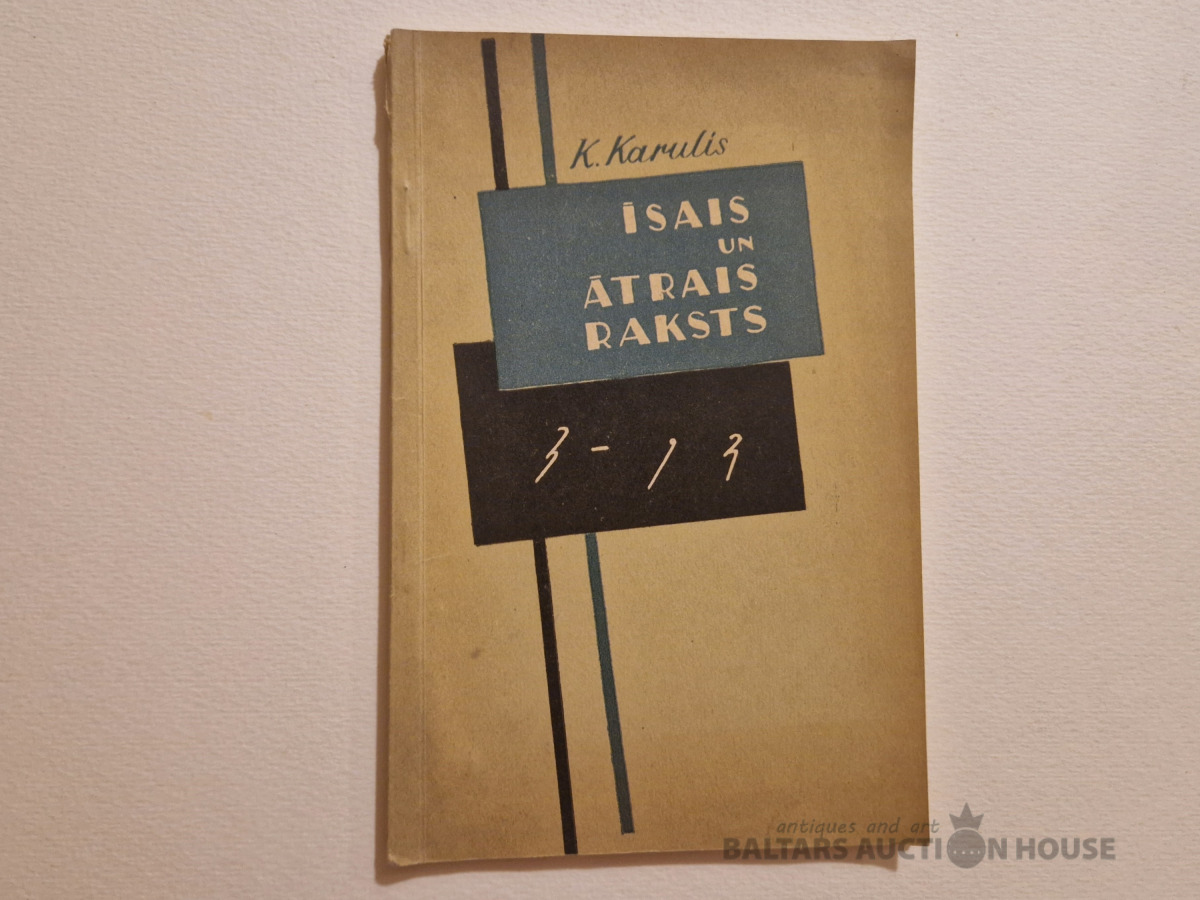 K. Karulis
ĪSAIS
UN
ĀTRAIS
RAKSTS
antiques and art
BALTARS AUCTION HOUSE